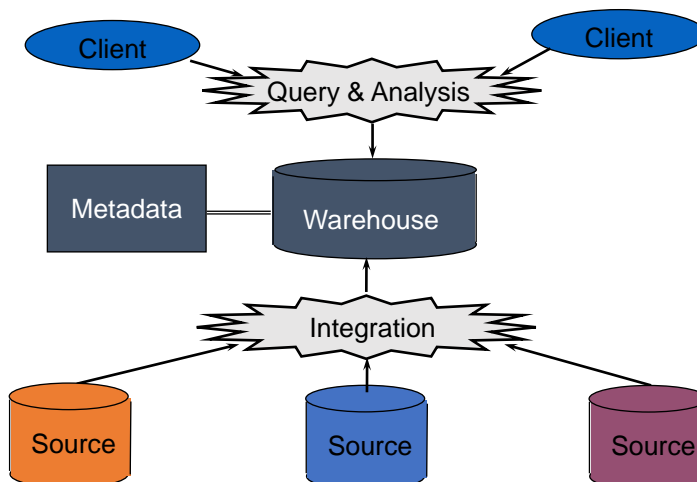 Client
Client
Query & Analysis
Metadata
Warehouse
Integration
Source
Source
Source